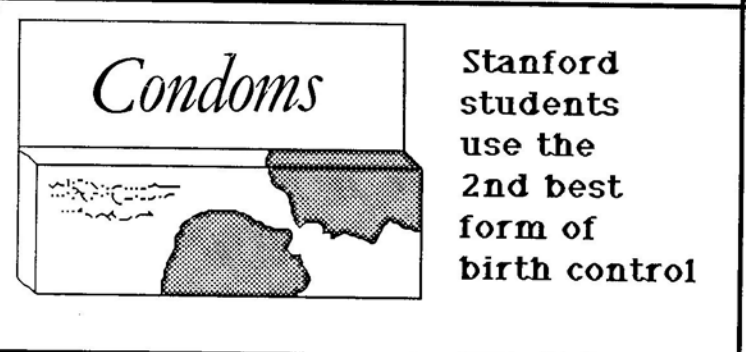 Condoms
Stanford
students
use the
2nd best
form of
birth control